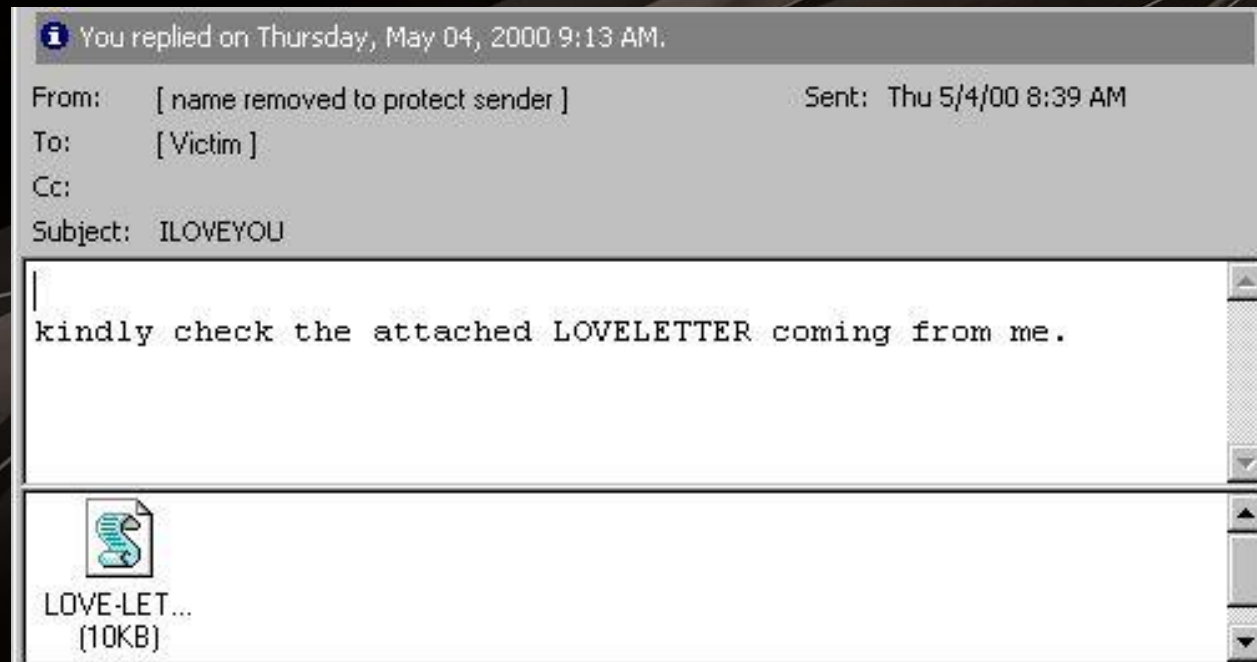 You replied on Thursday, May 04, 2000 9:13 AM.
From: [ name removed to protect sender ] Sent: Thu 5/4/00 8:39 AM
To: [ Victim ]
Cc:
Subject: ILOVEYOU
kindly check the attached LOVELETTER coming from me.
LOVE-LET...
(10KB)